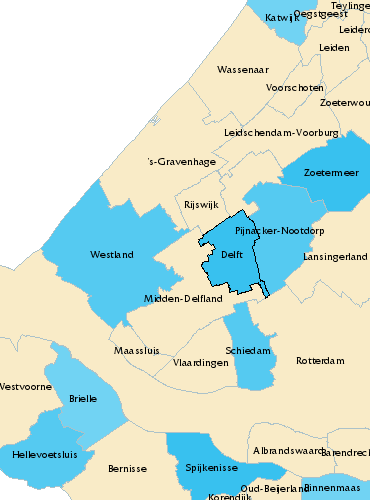 Teylinge
Katwijk
Oegstgeest
Leiderd
Leiden
Wassenaar
Voorschoten
Zoeterwou
Leidschendam-Voorburg
's-Gravenhage
Zoetermeer
Rijswijk
Pijnacker-Nootdorp
Westland
Delft
Lansingerland
Midden-Delfland
Maassluis
Schiedam
Vlaardingen
Rotterdam
Westvoorne
Brielle
Hellevoetsluis
Albrandswaard
Barendrech
Bernisse
Spijkenisse
Oud-Beijerland
Binnenmaas
Korendijk